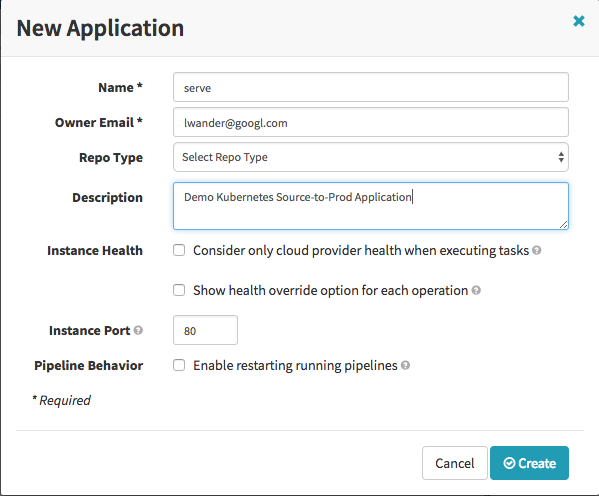 New Application
Name * serve
Owner Email * lwander@googl.com
Repo Type Select Repo Type
Description Demo Kubernetes Source-to-Prod Application
Instance Health Consider only cloud provider health when executing tasks ?
Show health override option for each operation ?
Instance Port ? 80
Pipeline Behavior Enable restarting running pipelines ?
* Required
Cancel Create